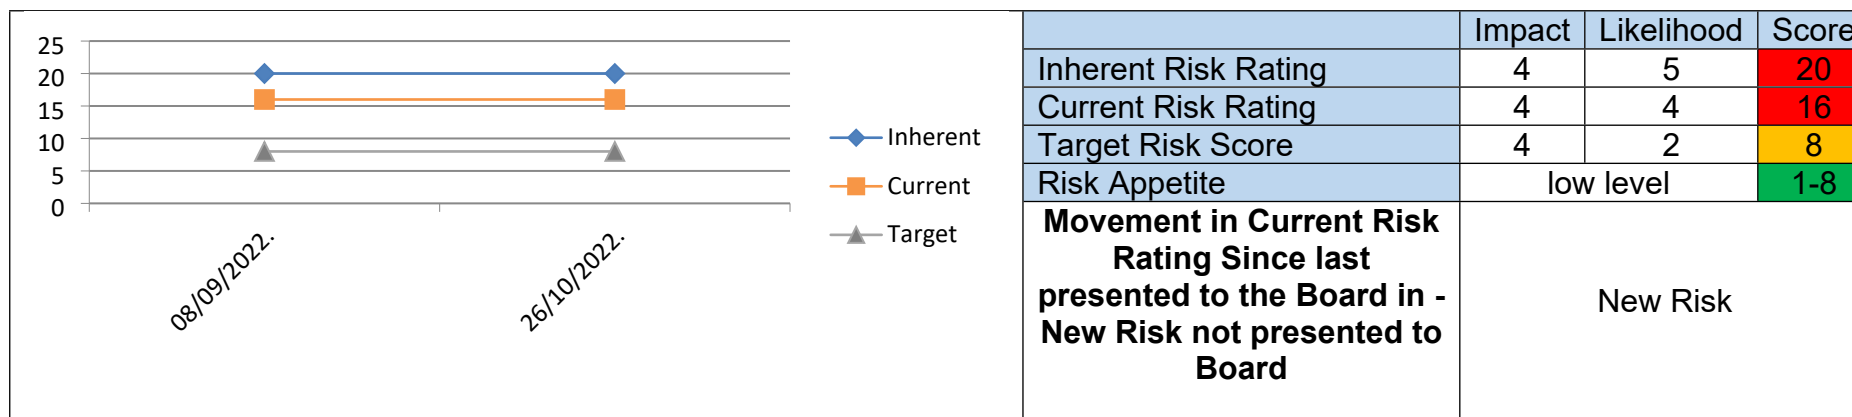 25
20
15
10
5
0
08/09/2022.
26/10/2022.
Inherent
Current
Target
Impact Likelihood Score
Inherent Risk Rating 4 5 20
Current Risk Rating 4 4 16
Target Risk Score 4 2 8
Risk Appetite low level 1-8
Movement in Current Risk
Rating Since last
presented to the Board in -
New Risk not presented to
Board
New Risk